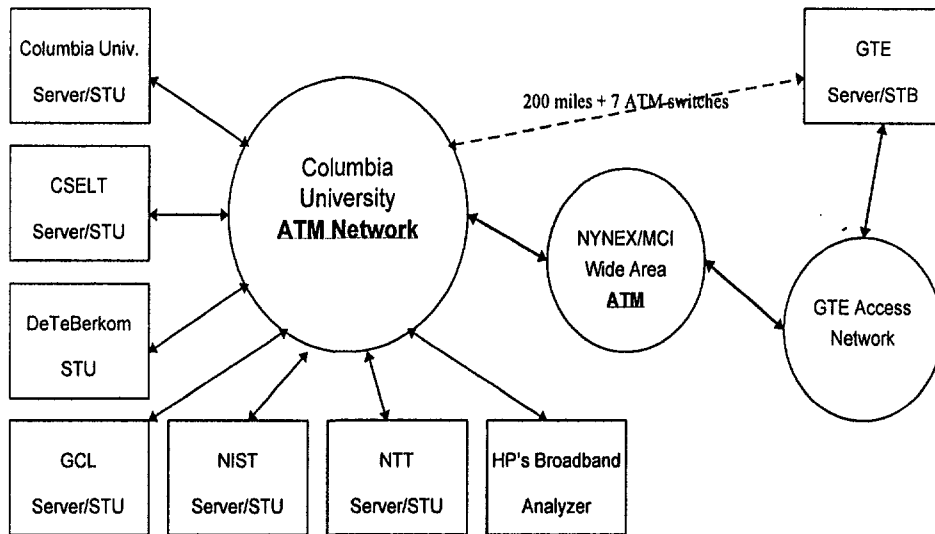 Columbia Univ.
Server/STU
GTE
Server/STB
200 miles + 7 ATM switches
CSELT
Server/STU
Columbia
University
ATM Network
NYNEX/MCI
Wide Area
ATM
GTE Access
Network
DeTeBerkom
STU
GCL
Server/STU
NIST
Server/STU
NTT
Server/STU
HP's Broadband
Analyzer